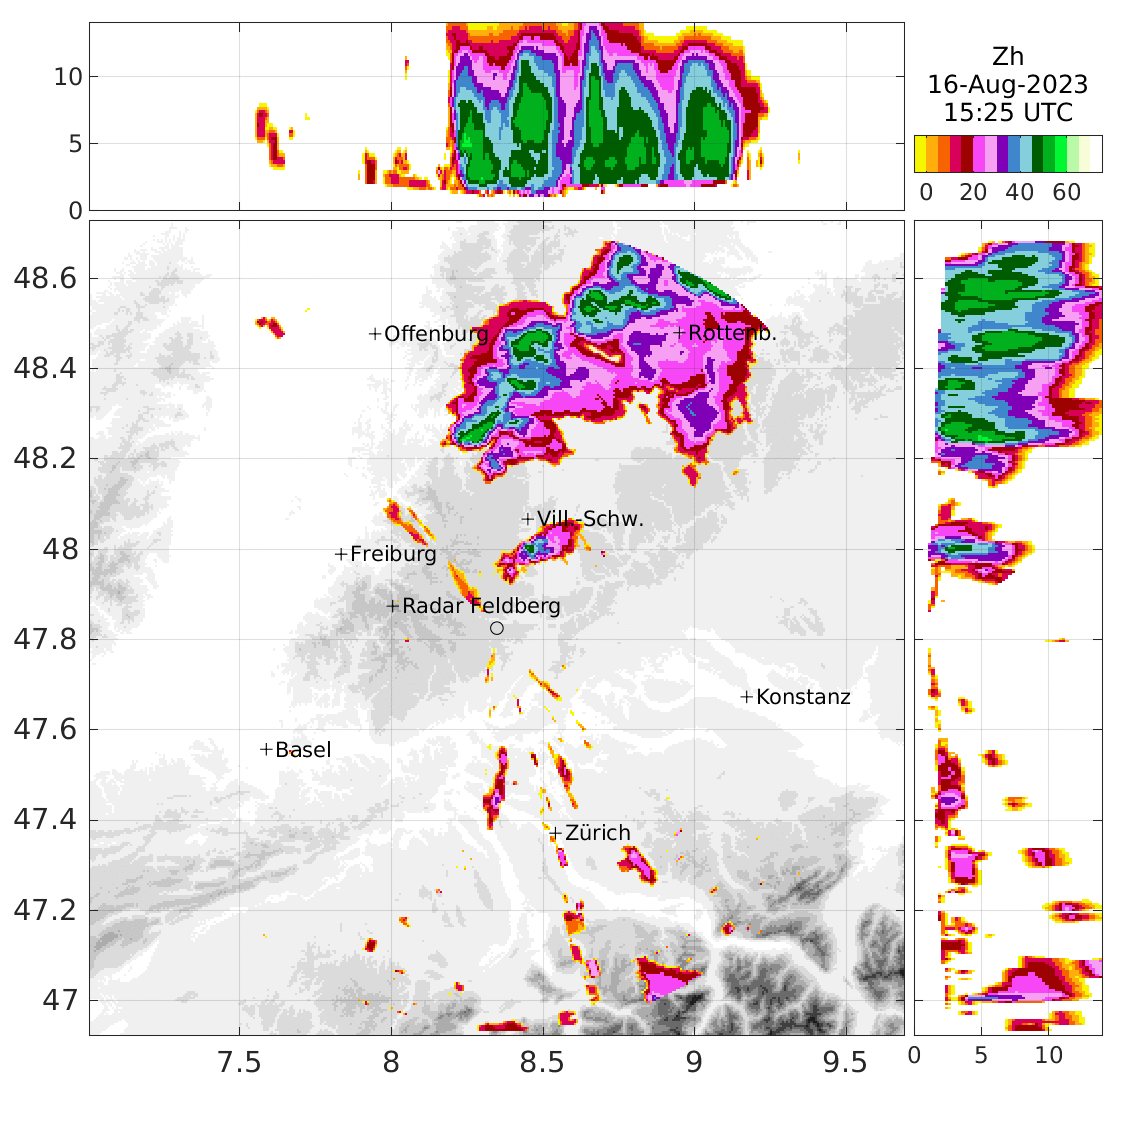 10
5
0
Zh
16-Aug-2023
15:25 UTC
0 20 40 60
48.6
48.4
48.2
48
47.8
47.6
47.4
47.2
47
+Offenburg
+Rottenb.
+Vill.-Schw.
+Freiburg
+Radar Feldberg
+Konstanz
+Basel
+Zürich
7.5 8 8.5 9 9.5
0 5 10